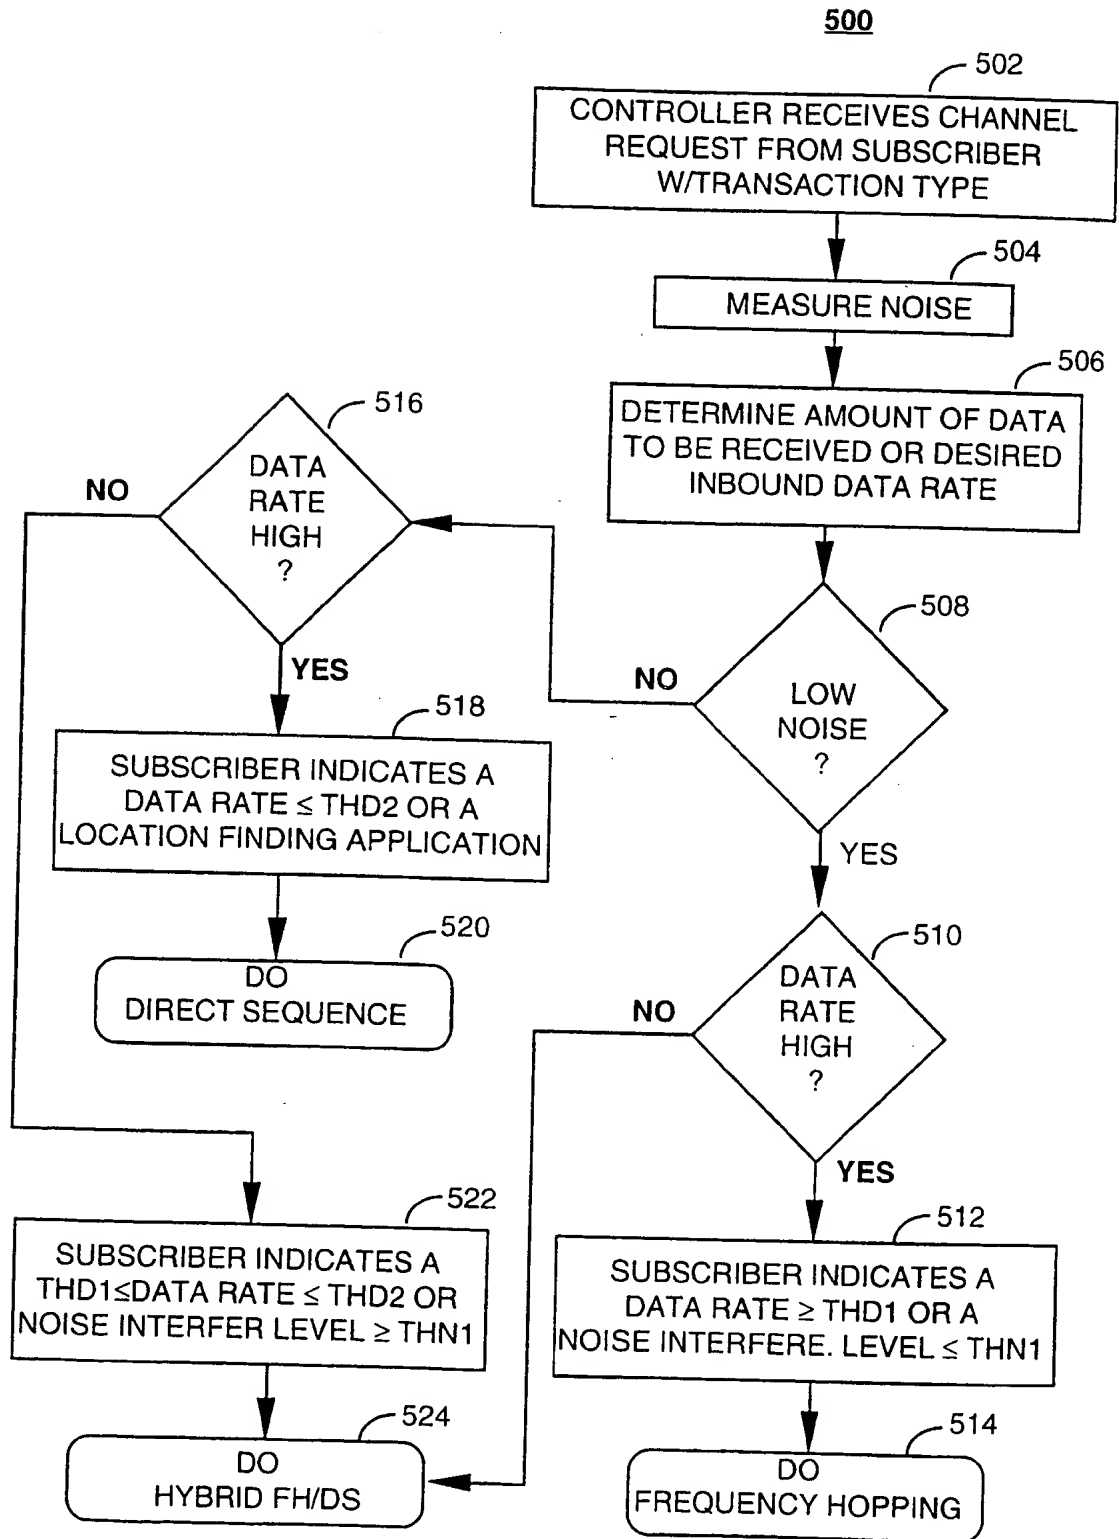 500
502
CONTROLLER RECEIVES CHANNEL
REQUEST FROM SUBSCRIBER
W/TRANSACTION TYPE
504
MEASURE NOISE
506
DETERMINE AMOUNT OF DATA
TO BE RECEIVED OR DESIRED
INBOUND DATA RATE
508
LOW
NOISE
?
NO
YES
516
DATA
RATE
HIGH
?
NO
YES
518
SUBSCRIBER INDICATES A
DATA RATE ≤ THD2 OR A
LOCATION FINDING APPLICATION
520
DO
DIRECT SEQUENCE
510
DATA
RATE
HIGH
?
NO
YES
512
SUBSCRIBER INDICATES A
DATA RATE ≥ THD1 OR A
NOISE INTERFERE. LEVEL ≤ THN1
514
DO
FREQUENCY HOPPING
522
SUBSCRIBER INDICATES A
THD1≤DATA RATE ≤ THD2 OR
NOISE INTERFER LEVEL ≥ THN1
524
DO
HYBRID FH/DS